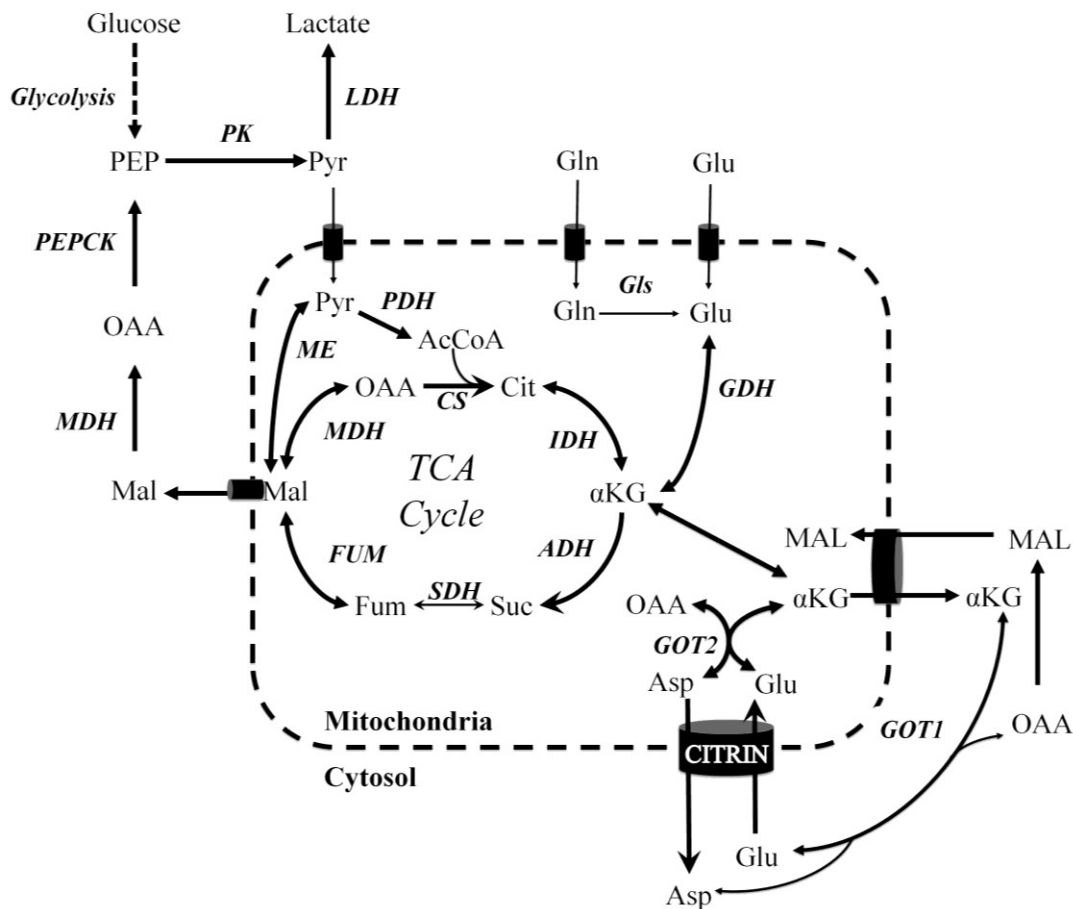 Glucose
Lactate
Glycolysis
LDH
PK
PEP
Pyr
Gln
Glu
PEPCK
Gls
Pyr
PDH
Gln
Glu
OAA
ME
AcCoA
OAA
CS
Cit
GDH
MDH
MDH
IDH
TCA
Cycle
Mal
Mal
αKG
FUM
ADH
MAL
MAL
SDH
Fum
Suc
OAA
αKG
αKG
GOT2
Asp
Glu
Mitochondria
GOT1
OAA
CITRIN
Cytosol
Glu
Asp